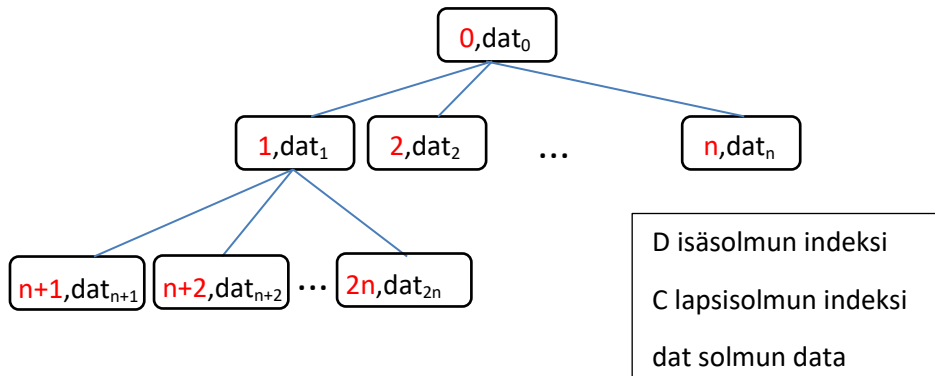 0,dat₀
1,dat₁ 2,dat₂ ... n,datₙ
n+1,datₙ₊₁ n+2,datₙ₊₂ ... 2n,dat₂ₙ
D isäsolmun indeksi
C lapsisolmun indeksi
dat solmun data